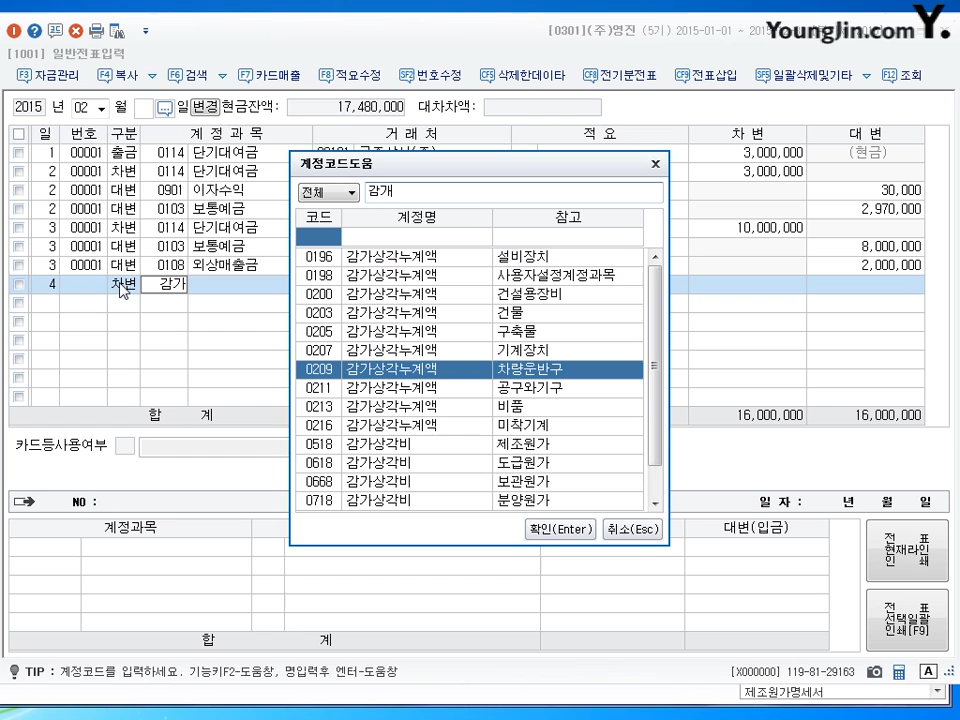 [0301](주)영진 (5기) 2015-01-01 ~ 20
Younglin.com Y.
[1001] 일반전표입력
F3 자금관리 F4 복사 F6 검색 F7 카드매출 F8 적요수정 SF2 번호수정 CF5 삭제한데이타 CF8 전기분전표 CF9 전표삽입 SF5 일괄삭제및기타 F12 조회
2015 년 02 월 일 변경 현금잔액: 17,480,000 대차차액:
일 번호 구분 계정과목 거래처 적요 차변 대변
1 00001 출금 0114 단기대여금 3,000,000 (현금)
2 00001 차변 0114 단기대여금 3,000,000
2 00001 대변 0901 이자수익 30,000
2 00001 대변 0103 보통예금 2,970,000
3 00001 차변 0114 단기대여금 10,000,000
3 00001 대변 0103 보통예금 8,000,000
3 00001 대변 0108 외상매출금 2,000,000
4 차변 감가
합 계 16,000,000 16,000,000
계정코드도움 x
전체 감개
코드 계정명 참고
0196 감가상각누계액 설비장치
0198 감가상각누계액 사용자설정계정과목
0200 감가상각누계액 건설용장비
0203 감가상각누계액 건물
0205 감가상각누계액 구축물
0207 감가상각누계액 기계장치
0209 감가상각누계액 차량운반구
0211 감가상각누계액 공구와기구
0213 감가상각누계액 비품
0216 감가상각누계액 미착기계
0518 감가상각비 제조원가
0618 감가상각비 도급원가
0668 감가상각비 보관원가
0718 감가상각비 분양원가
확인(Enter) 취소(Esc)
카드등사용여부
NO : 일 자 : 년 월 일
계정과목 대변(입금)
합 계
전 표
현재라인
인 쇄
전 표
선택일괄
인쇄[F9]
TIP : 계정코드를 입력하세요. 기능키F2-도움창, 명입력후 엔터-도움창
[X000000] 119-81-29163 A
제조원가명세서